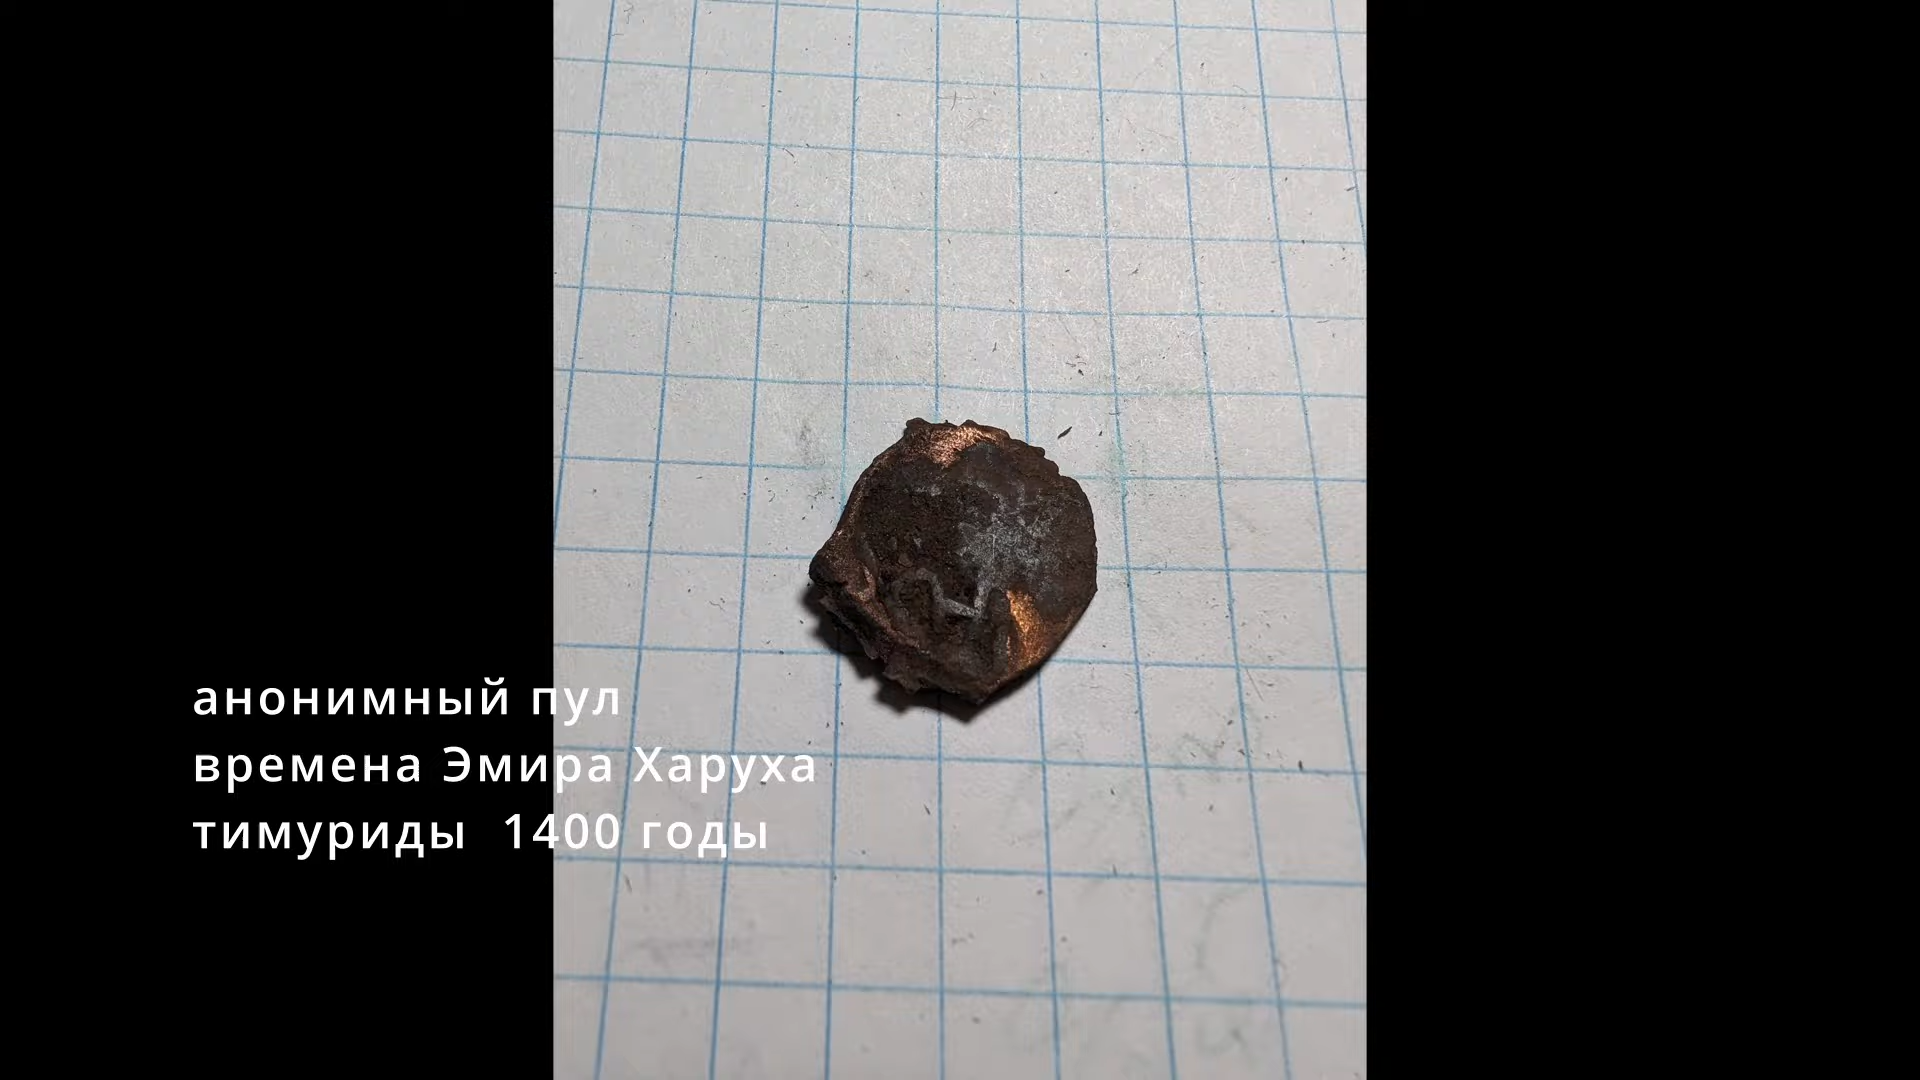 анонимный пул
времена Эмира Харуха
тимуриды 1400 годы